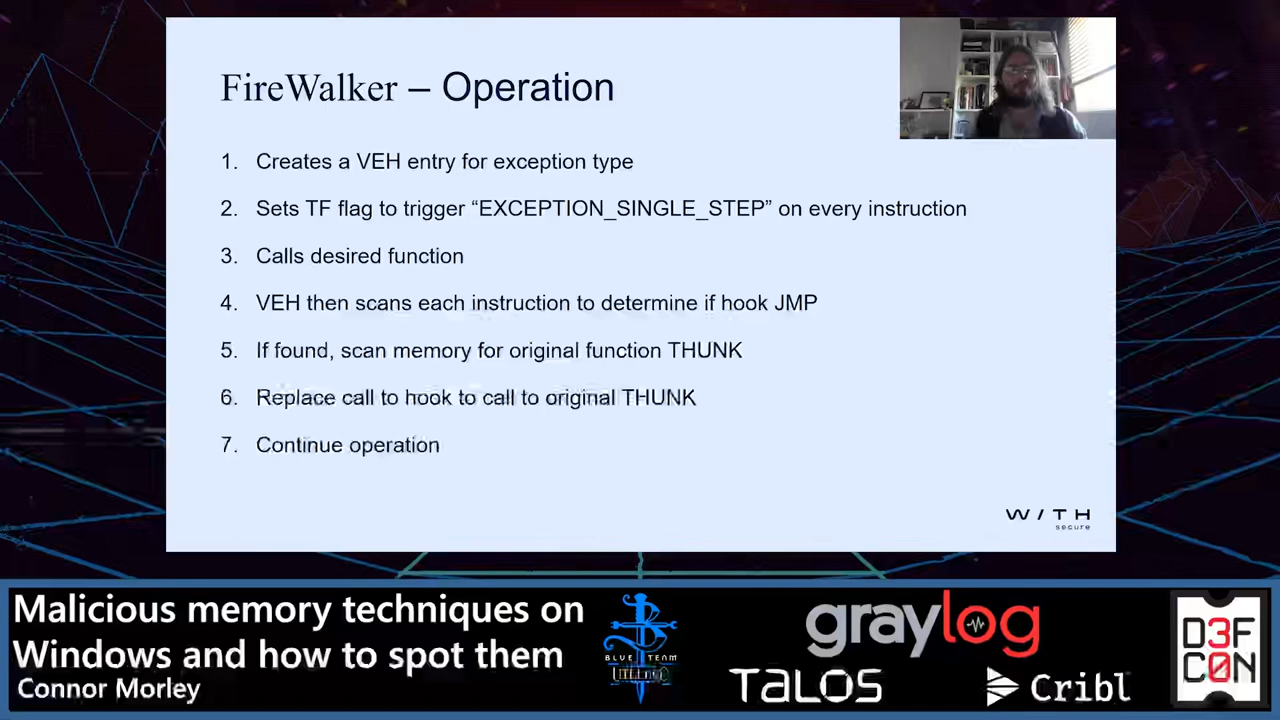 FireWalker – Operation
1. Creates a VEH entry for exception type
2. Sets TF flag to trigger “EXCEPTION_SINGLE_STEP” on every instruction
3. Calls desired function
4. VEH then scans each instruction to determine if hook JMP
5. If found, scan memory for original function THUNK
6. Replace call to hook to call to original THUNK
7. Continue operation
WITH
secure
Malicious memory techniques on
Windows and how to spot them
Connor Morley
BLUE TEAM
VILLAGE
graylog
TALOS
Cribl
D3F
C0N